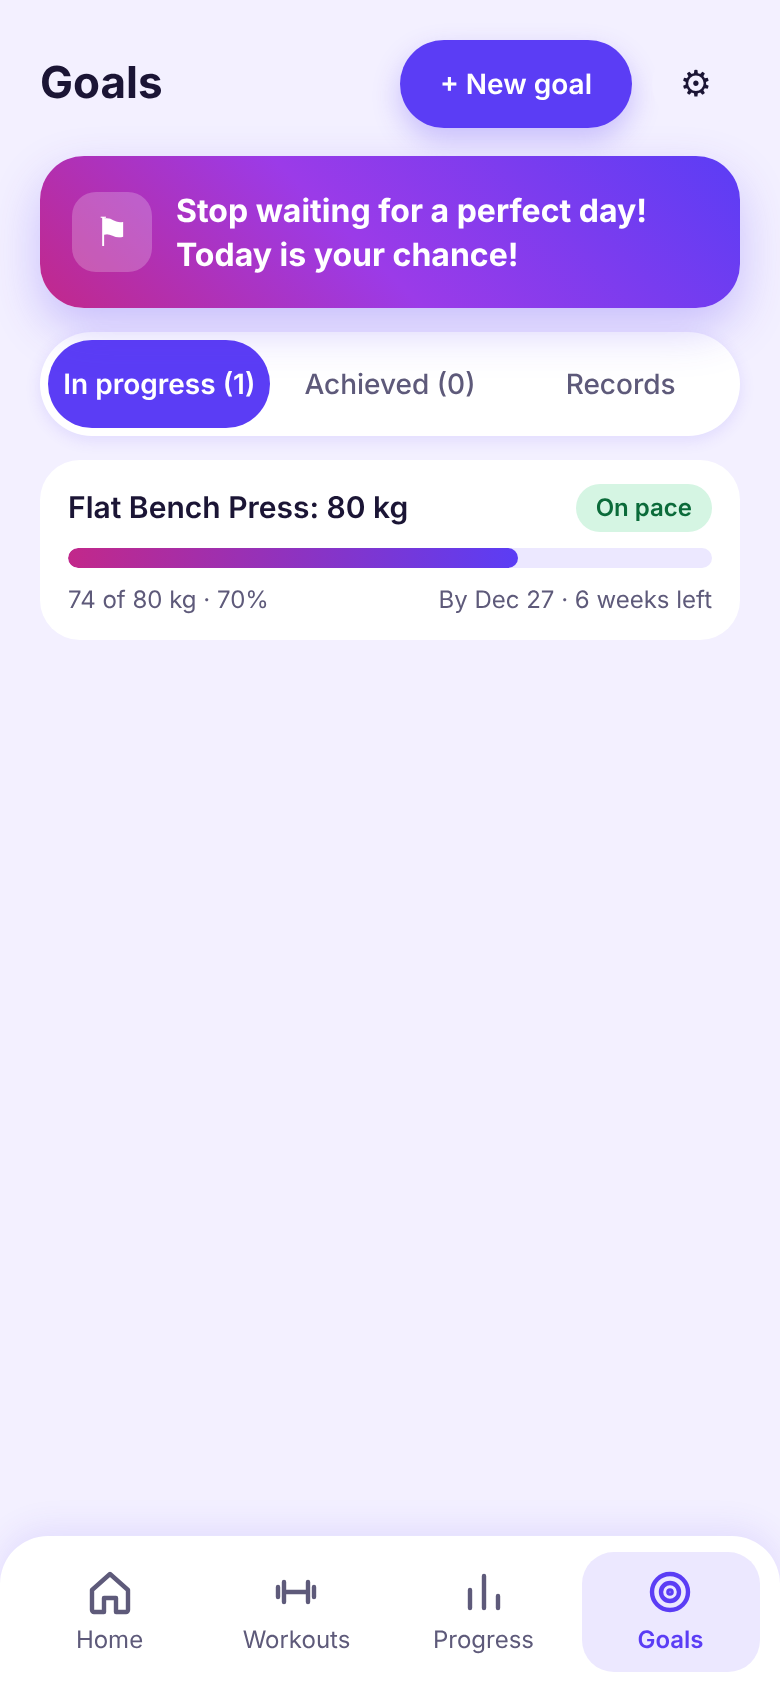 Goals
+ New goal
Stop waiting for a perfect day!
Today is your chance!
In progress (1)
Achieved (0)
Records
Flat Bench Press: 80 kg
On pace
74 of 80 kg · 70%
By Dec 27 · 6 weeks left
Home
Workouts
Progress
Goals